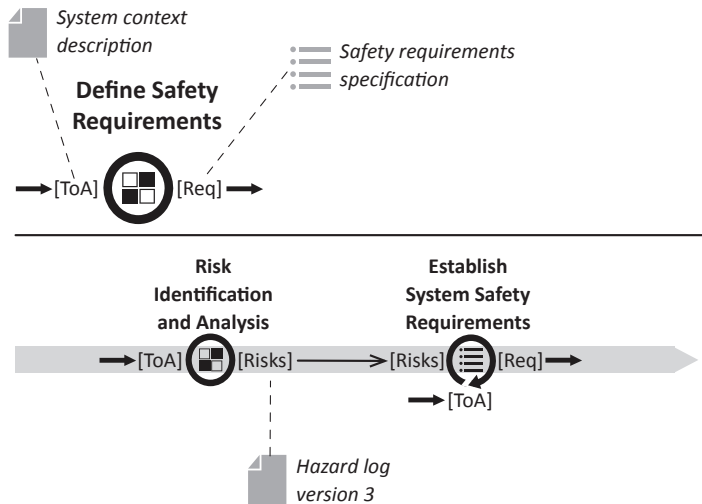 System context
description
Safety requirements
specification
Define Safety
Requirements
[ToA]
[Req]
Risk
Identification
and Analysis
Establish
System Safety
Requirements
[ToA]
[Risks]
[Risks]
[Req]
[ToA]
Hazard log
version 3